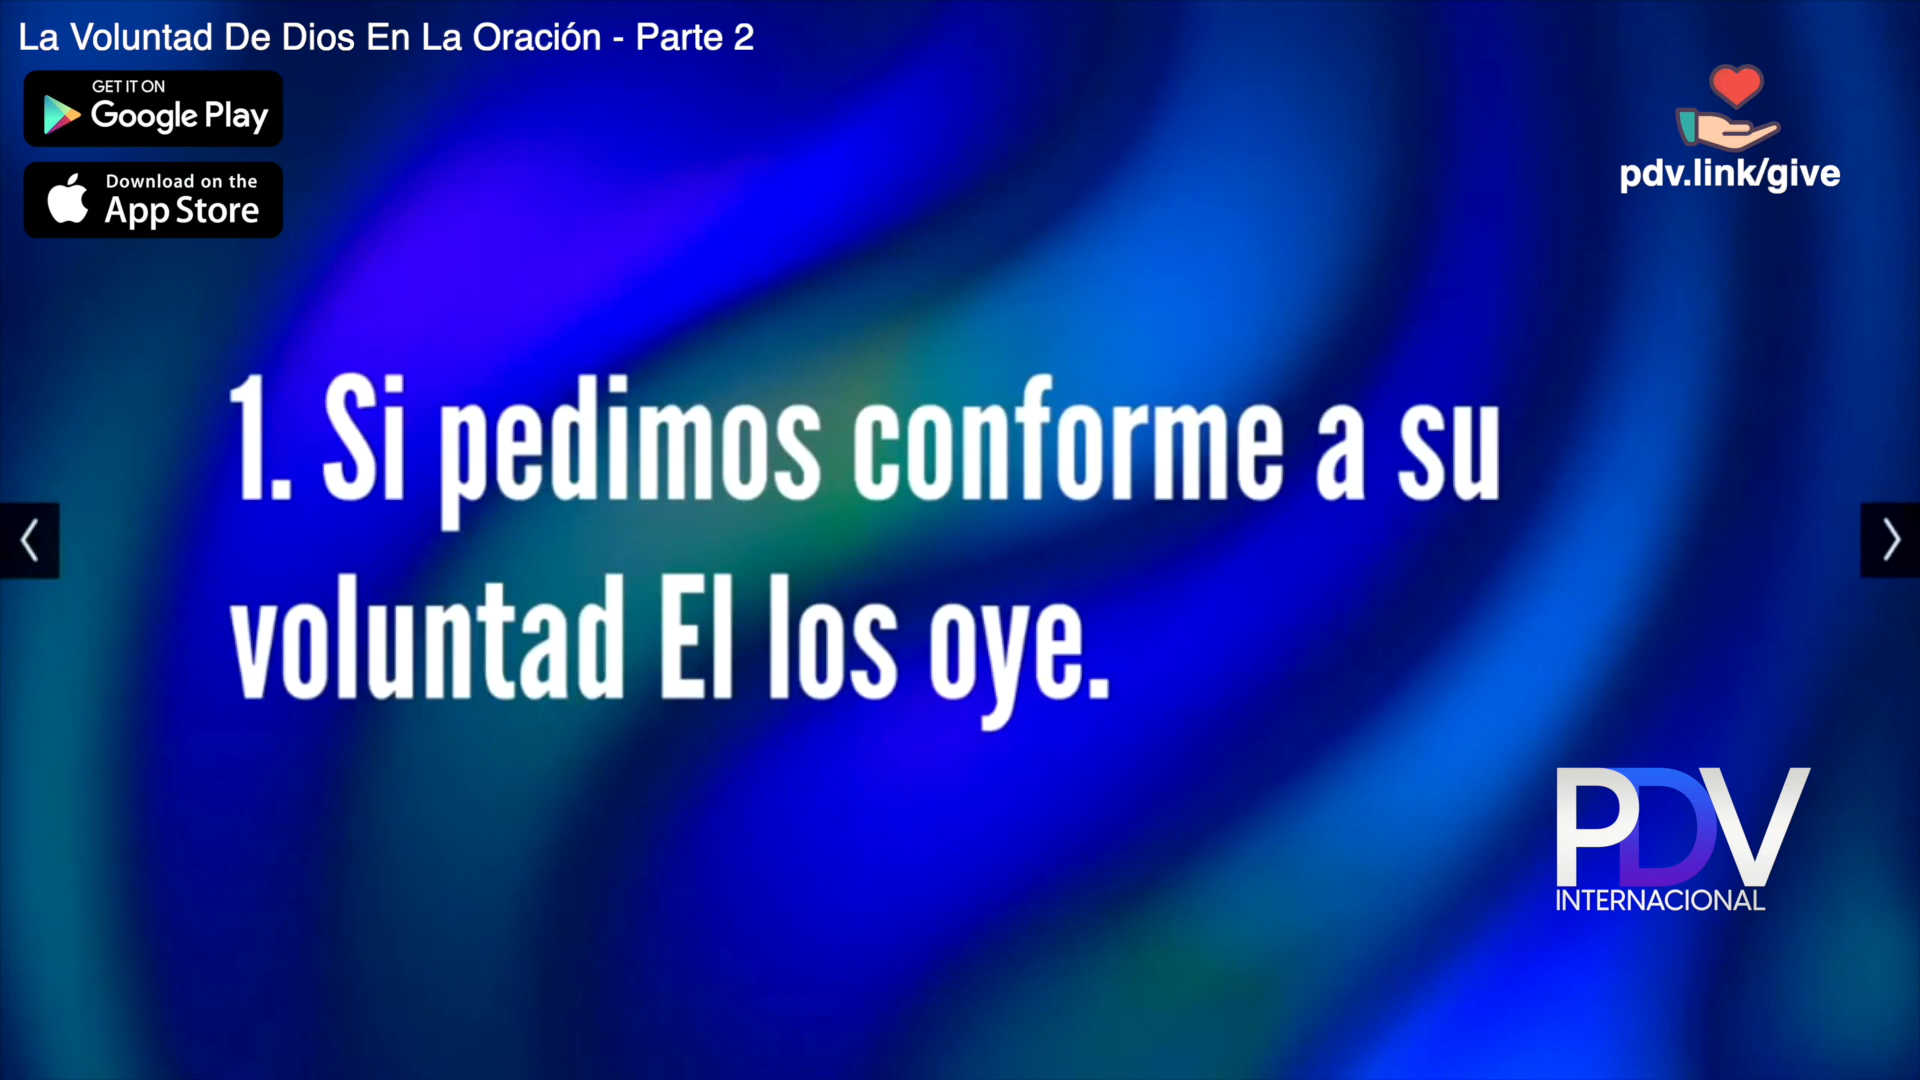 La Voluntad De Dios En La Oración - Parte 2
GET IT ON
Google Play
Download on the
App Store
pdv.link/give
1. Si pedimos conforme a su
voluntad El los oye.
PDV
INTERNACIONAL